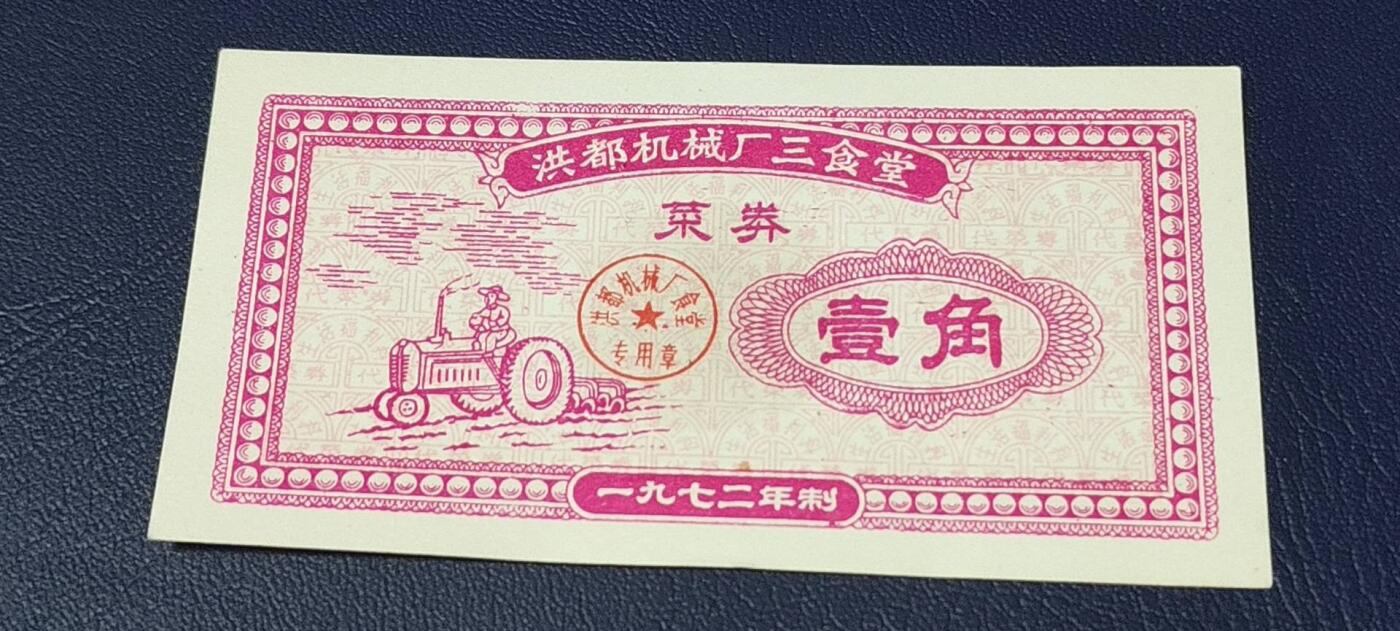 洪都机械厂三食堂
菜券
洪都机械厂食堂
专用章
壹角
一九七二年制